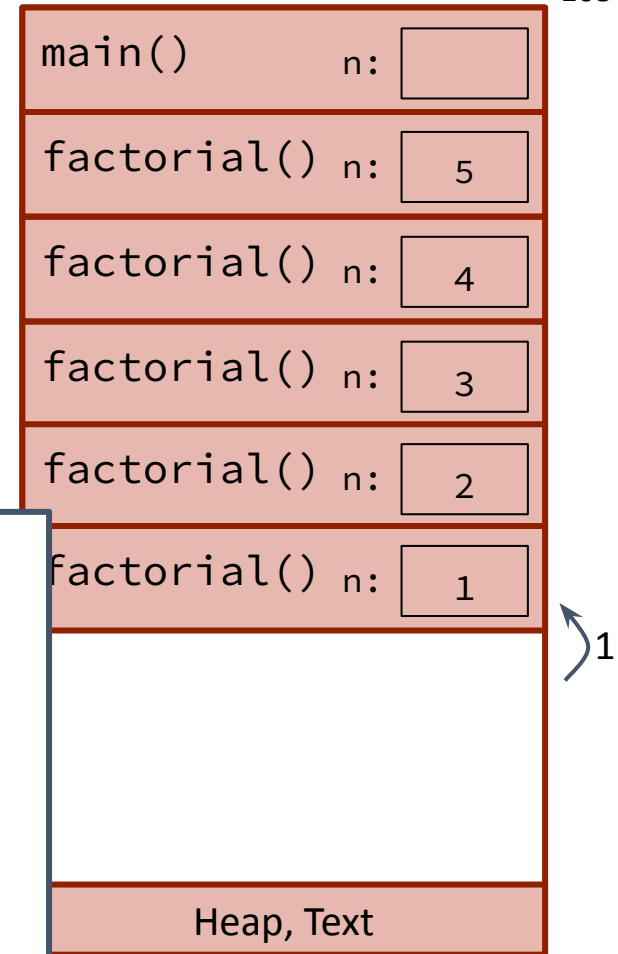 main() n:
factorial() n: 5
factorial() n: 4
factorial() n: 3
factorial() n: 2
factorial() n: 1
1
Heap, Text